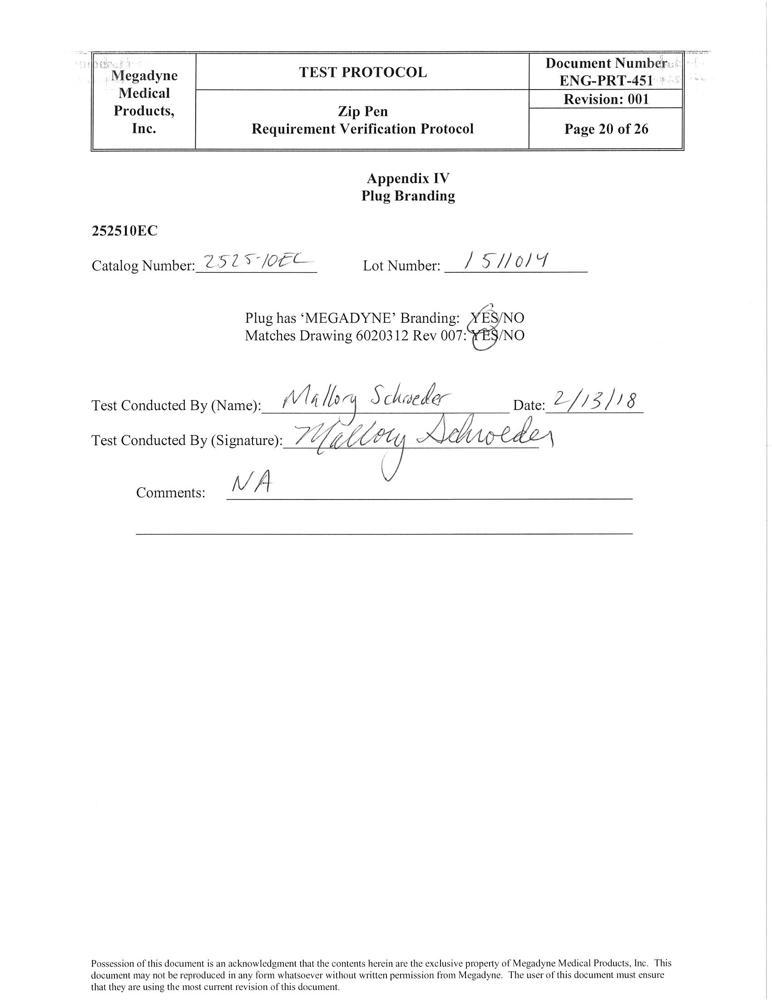 Megadyne
Medical
Products,
Inc.
TEST PROTOCOL
Zip Pen
Requirement Verification Protocol
Document Number
ENG-PRT-451
Revision: 001
Page 20 of 26
Appendix IV
Plug Branding
252510EC
Catalog Number: 2525-10EC Lot Number: 1511014
Plug has ‘MEGADYNE’ Branding: YES/NO
Matches Drawing 6020312 Rev 007: YES/NO
Test Conducted By (Name): Mallory Schroeder Date: 2/13/18
Test Conducted By (Signature): Mallory Schroeder
Comments: NA
Possession of this document is an acknowledgment that the contents herein are the exclusive property of Megadyne Medical Products, Inc. This
document may not be reproduced in any form whatsoever without written permission from Megadyne. The user of this document must ensure
that they are using the most current revision of this document.